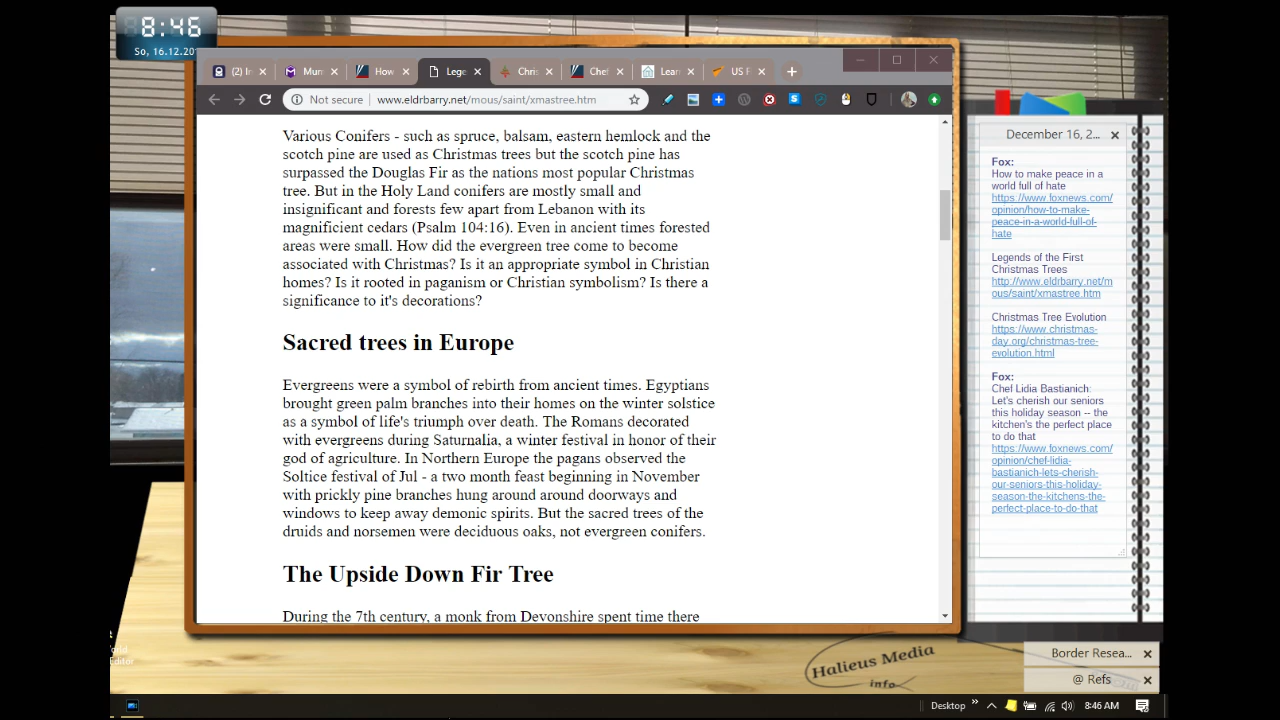 8:46
So, 16.12.20
(2) I
Mur
How
Lege
Chris
Chef
Lear
US F
Not secure
www.eldrbarry.net/mous/saint/xmastree.htm
Various Conifers - such as spruce, balsam, eastern hemlock and the
scotch pine are used as Christmas trees but the scotch pine has
surpassed the Douglas Fir as the nations most popular Christmas
tree. But in the Holy Land conifers are mostly small and
insignificant and forests few apart from Lebanon with its
magnificient cedars (Psalm 104:16). Even in ancient times forested
areas were small. How did the evergreen tree come to become
associated with Christmas? Is it an appropriate symbol in Christian
homes? Is it rooted in paganism or Christian symbolism? Is there a
significance to it's decorations?
Sacred trees in Europe
Evergreens were a symbol of rebirth from ancient times. Egyptians
brought green palm branches into their homes on the winter solstice
as a symbol of life's triumph over death. The Romans decorated
with evergreens during Saturnalia, a winter festival in honor of their
god of agriculture. In Northern Europe the pagans observed the
Soltice festival of Jul - a two month feast beginning in November
with prickly pine branches hung around around doorways and
windows to keep away demonic spirits. But the sacred trees of the
druids and norsemen were deciduous oaks, not evergreen conifers.
The Upside Down Fir Tree
During the 7th century, a monk from Devonshire spent time there
December 16, 2...
Fox:
How to make peace in a
world full of hate
https://www.foxnews.com/
opinion/how-to-make-
peace-in-a-world-full-of-
hate
Legends of the First
Christmas Trees
http://www.eldrbarry.net/m
ous/saint/xmastree.htm
Christmas Tree Evolution
https://www.christmas-
day.org/christmas-tree-
evolution.html
Fox:
Chef Lidia Bastianich:
Let's cherish our seniors
this holiday season -- the
kitchen's the perfect place
to do that
https://www.foxnews.com/
opinion/chef-lidia-
bastianich-lets-cherish-
our-seniors-this-holiday-
season-the-kitchens-the-
perfect-place-to-do-that
Border Resea...
@ Refs
Halieus Media
info
orld
Editor
Desktop
8:46 AM